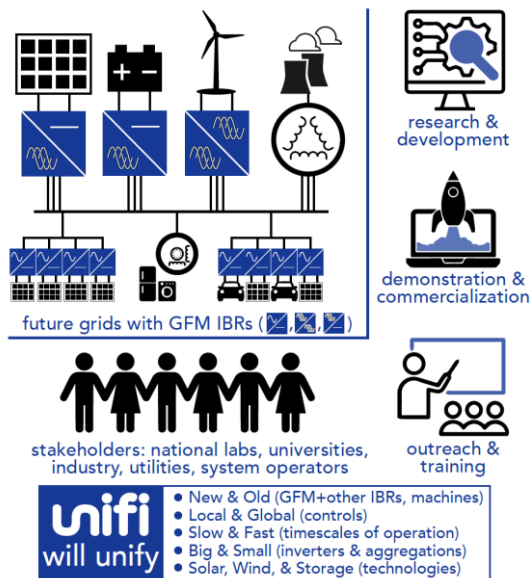 research &
development
demonstration &
commercialization
future grids with GFM IBRs ( , , )
stakeholders: national labs, universities,
industry, utilities, system operators
outreach &
training
unifi
will unify
• New & Old (GFM+other IBRs, machines)
• Local & Global (controls)
• Slow & Fast (timescales of operation)
• Big & Small (inverters & aggregations)
• Solar, Wind, & Storage (technologies)